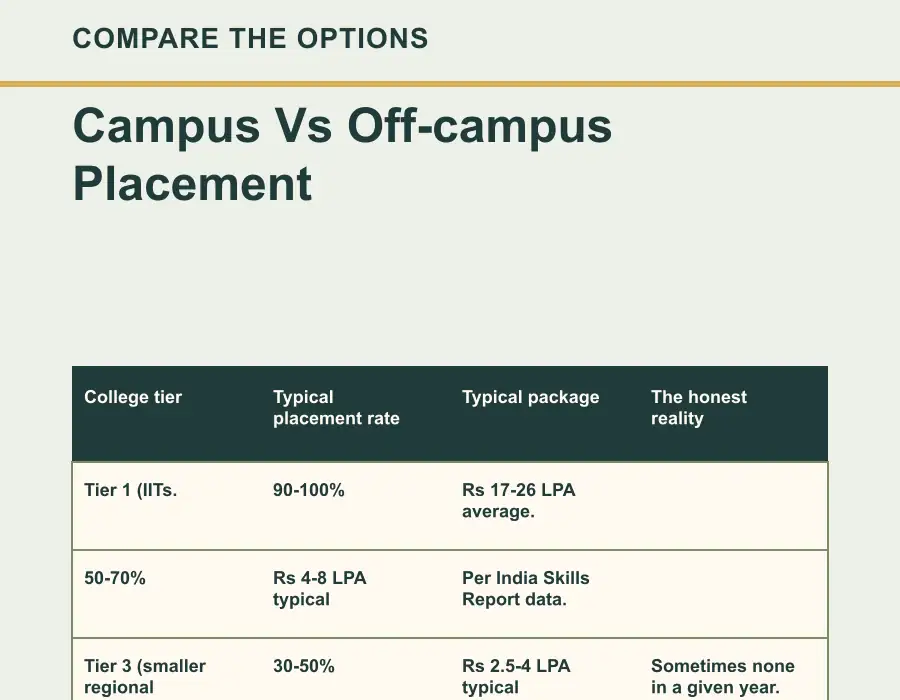 COMPARE THE OPTIONS
Campus Vs Off-campus
Placement
College tier
Typical
placement rate
Typical package
The honest
reality
Tier 1 (IITs.
90-100%
Rs 17-26 LPA
average.
50-70%
Rs 4-8 LPA
typical
Per India Skills
Report data.
Tier 3 (smaller
regional
30-50%
Rs 2.5-4 LPA
typical
Sometimes none
in a given year.